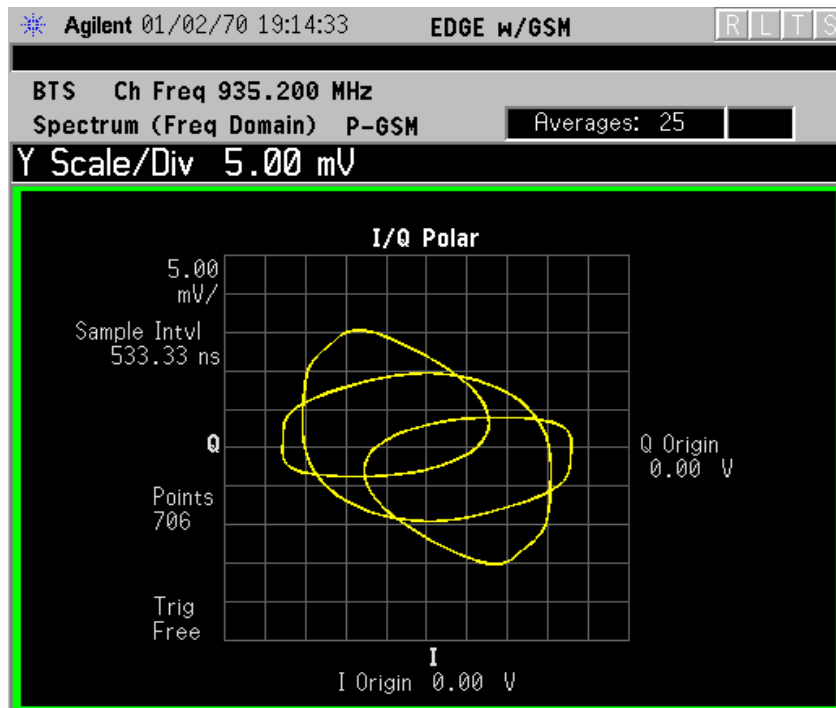 Agilent 01/02/70 19:14:33 EDGE w/GSM R L T S
BTS Ch Freq 935.200 MHz
Spectrum (Freq Domain) P-GSM Averages: 25
Y Scale/Div 5.00 mV
I/Q Polar
5.00
mV/
Sample Intvl
533.33 ns
Q
Q Origin
0.00 V
Points
706
Trig
Free
I
I Origin 0.00 V